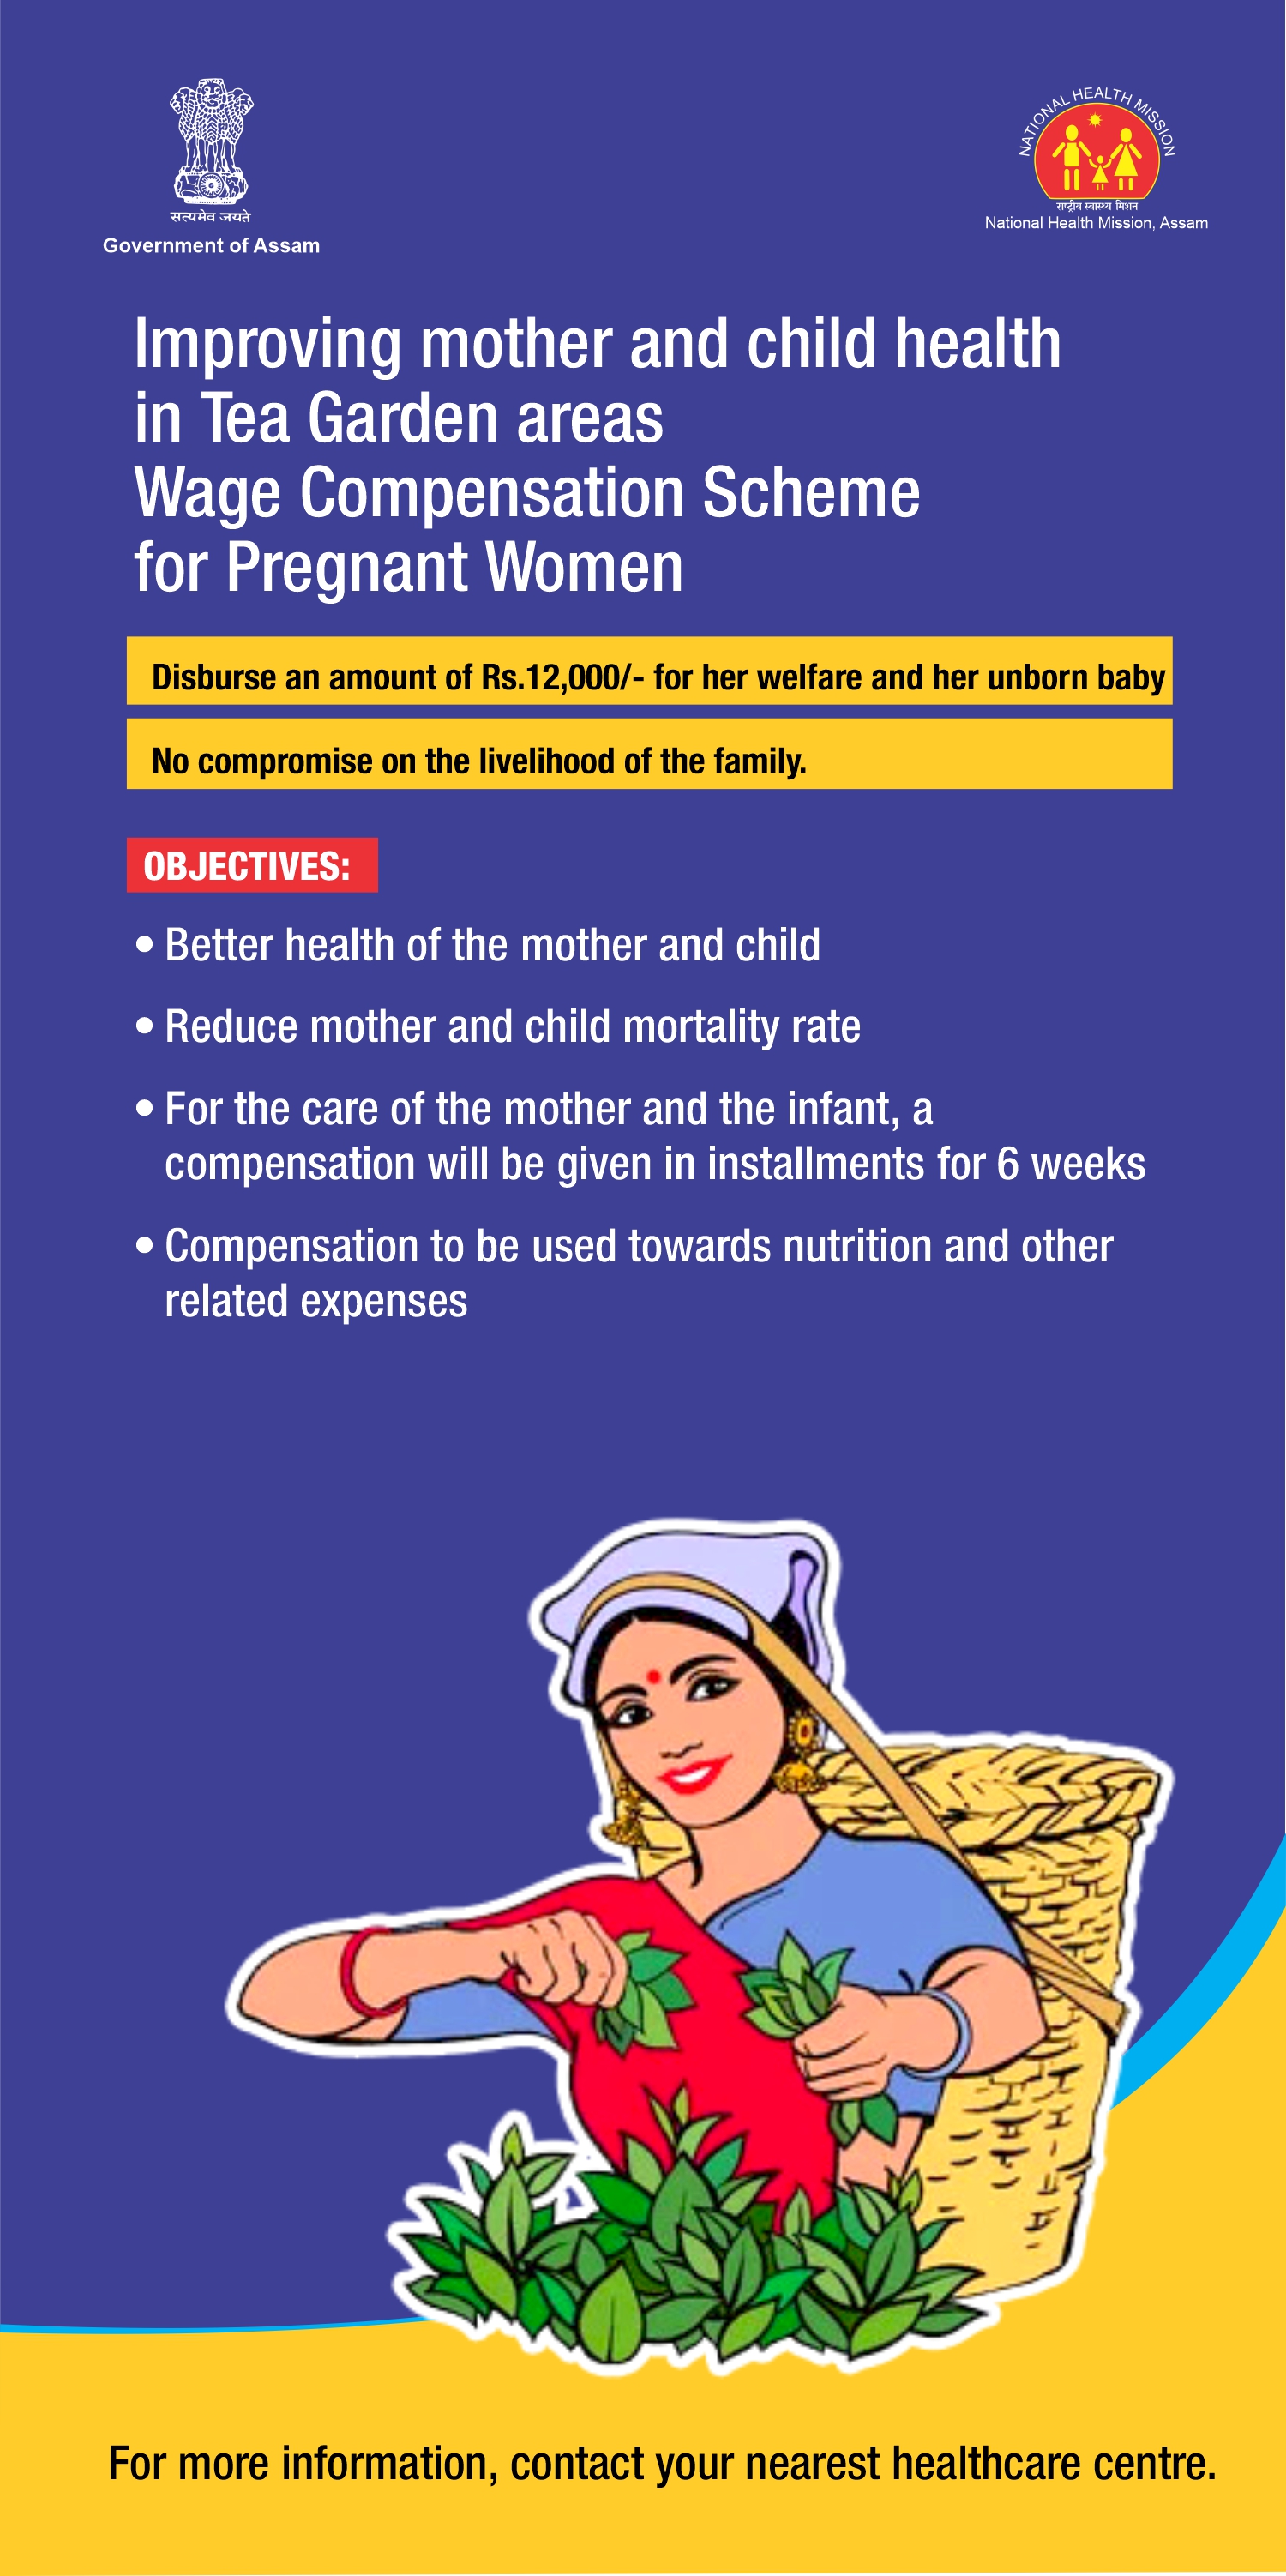 सत्यमेव जयते
Government of Assam
NATIONAL HEALTH MISSION
राष्ट्रीय स्वास्थ्य मिशन
National Health Mission, Assam
Improving mother and child health
in Tea Garden areas
Wage Compensation Scheme
for Pregnant Women
Disburse an amount of Rs.12,000/- for her welfare and her unborn baby
No compromise on the livelihood of the family.
OBJECTIVES:
• Better health of the mother and child
• Reduce mother and child mortality rate
• For the care of the mother and the infant, a
compensation will be given in installments for 6 weeks
• Compensation to be used towards nutrition and other
related expenses
For more information, contact your nearest healthcare centre.